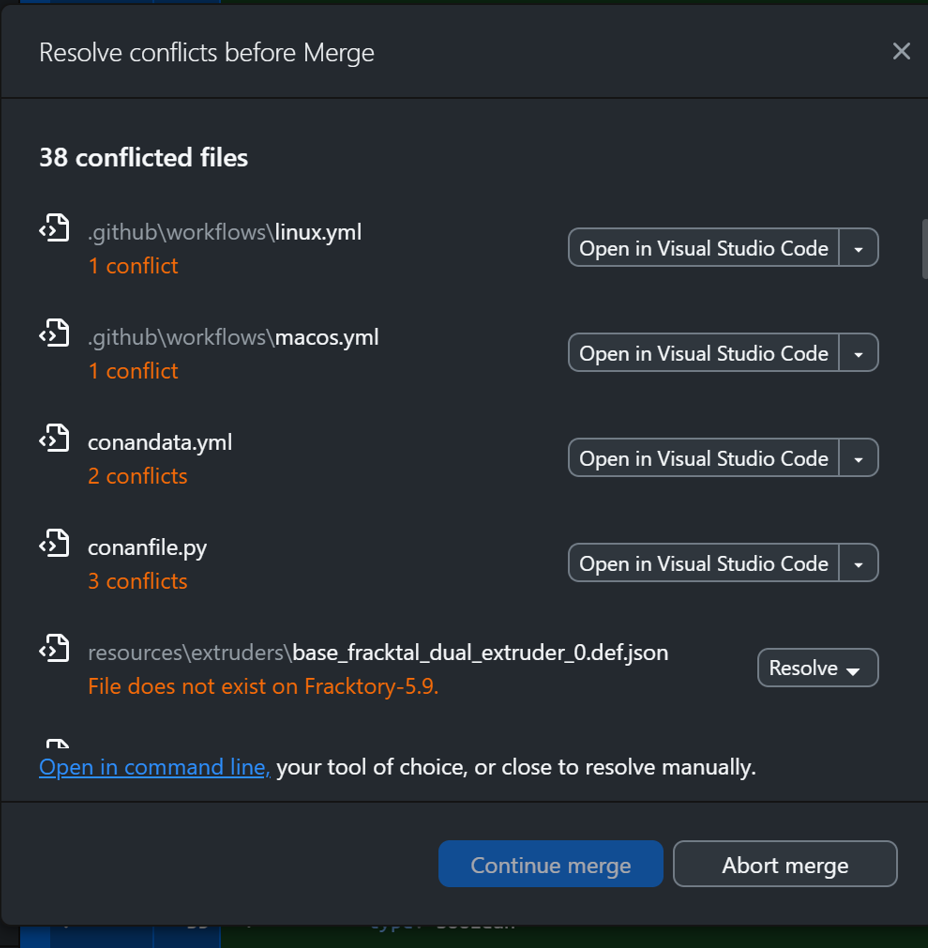 Resolve conflicts before Merge
38 conflicted files
.github\workflows\linux.yml
1 conflict
Open in Visual Studio Code
.github\workflows\macos.yml
1 conflict
Open in Visual Studio Code
conandata.yml
2 conflicts
Open in Visual Studio Code
conanfile.py
3 conflicts
Open in Visual Studio Code
resources\extruders\base_fracktal_dual_extruder_0.def.json
File does not exist on Fracktory-5.9.
Resolve
Open in command line, your tool of choice, or close to resolve manually.
Continue merge
Abort merge